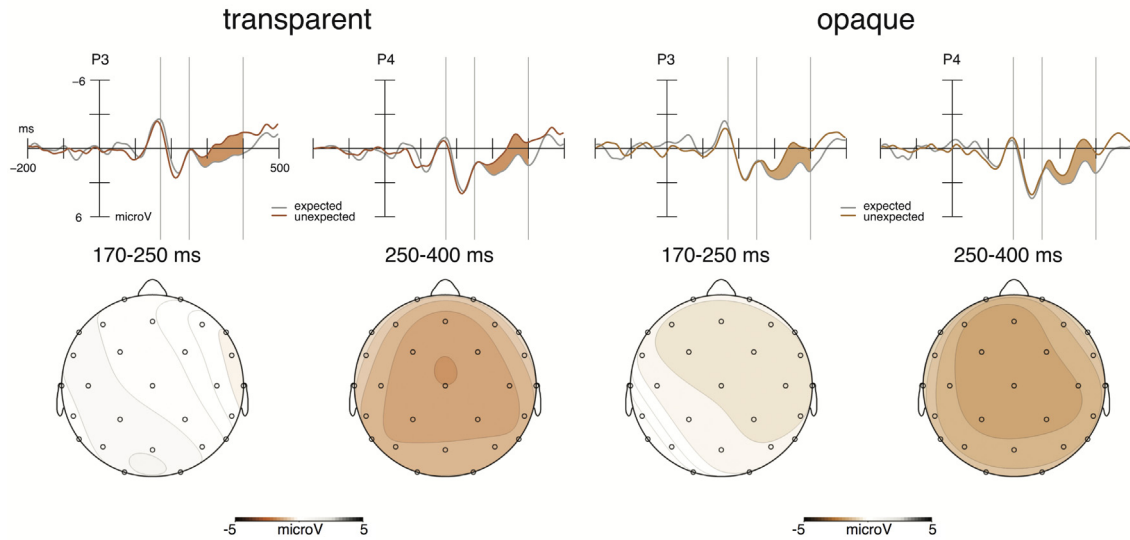 transparent
opaque
P3
P4
P3
P4
-6
ms
-200
500
6
microV
expected
unexpected
expected
unexpected
170-250 ms
250-400 ms
170-250 ms
250-400 ms
-5
microV
5
-5
microV
5